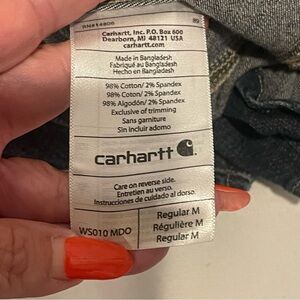 RN#14806
Carhartt, Inc. P.O. Box 600
Dearborn, MI 48121 USA
carhartt.com
Made in Bangladesh
Fabriqué au Bangladesh
Hecho en Bangladesh
98% Cotton/ 2% Spandex
98% Coton/ 2% Spandex
98% Algodón/ 2% Spandex
Exclusive of trimming
Sans garniture
Sin incluir adorno
carhartt
Care on reverse side.
Entretien au verso.
Instrucciones de cuidado al dorso.
WS010 MDO
Regular M
Régulière M
Regular M